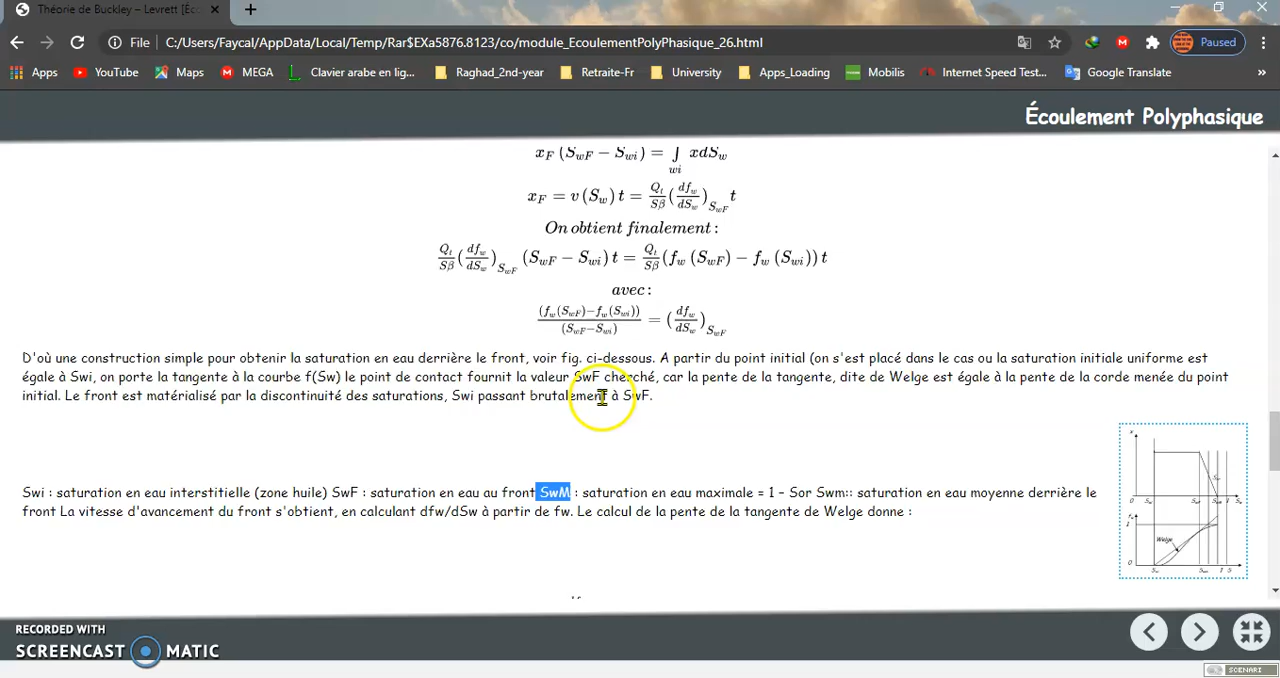 Théorie de Buckley – Levrett [Éc
File | C:/Users/Faycal/AppData/Local/Temp/Rar$EXa5876.8123/co/module_EcoulementPolyPhasique_26.html Paused
Apps YouTube Maps MEGA Clavier arabe en lig... Raghad_2nd-year Retraite-Fr University Apps_Loading Mobilis Internet Speed Test... Google Translate »
Écoulement Polyphasique
x_F (S_wF − S_wi) = ∫_wi xdS_w
x_F = v (S_w) t = Q_t/Sβ (df_w/dS_w)_S_wF t
On obtient finalement :
Q_t/Sβ (df_w/dS_w)_S_wF (S_wF − S_wi) t = Q_t/Sβ (f_w (S_wF) − f_w (S_wi)) t
avec :
(f_w(S_wF)−f_w(S_wi))/(S_wF−S_wi) = (df_w/dS_w)_S_wF
D'où une construction simple pour obtenir la saturation en eau derrière le front, voir fig. ci-dessous. A partir du point initial (on s'est placé dans le cas ou la saturation initiale uniforme est
égale à Swi, on porte la tangente à la courbe f(Sw) le point de contact fournit la valeur SwF cherché, car la pente de la tangente, dite de Welge est égale à la pente de la corde menée du point
initial. Le front est matérialisé par la discontinuité des saturations, Swi passant brutalement à SwF.
Swi : saturation en eau interstitielle (zone huile) SwF : saturation en eau au front SwM : saturation en eau maximale = 1 – Sor Swm:: saturation en eau moyenne derrière le
front La vitesse d'avancement du front s'obtient, en calculant dfw/dSw à partir de fw. Le calcul de la pente de la tangente de Welge donne :
Welge
RECORDED WITH
SCREENCAST MATIC
SCENARI